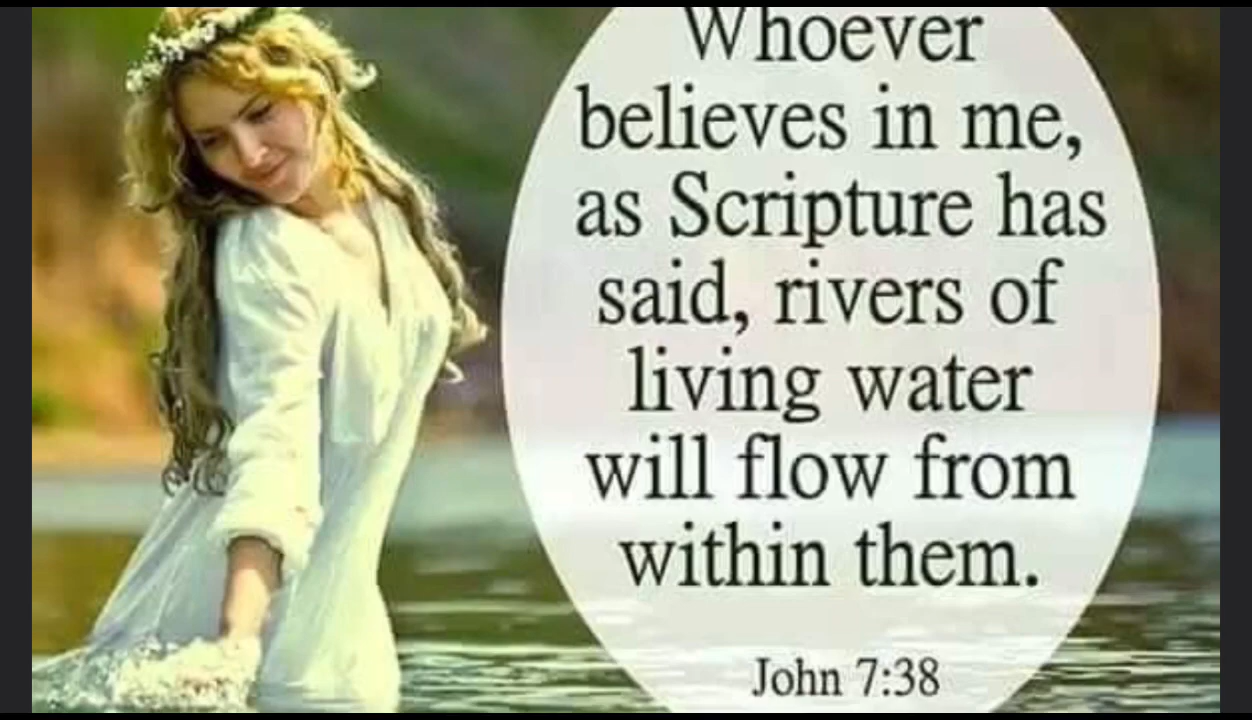 Whoever
believes in me,
as Scripture has
said, rivers of
living water
will flow from
within them.
John 7:38